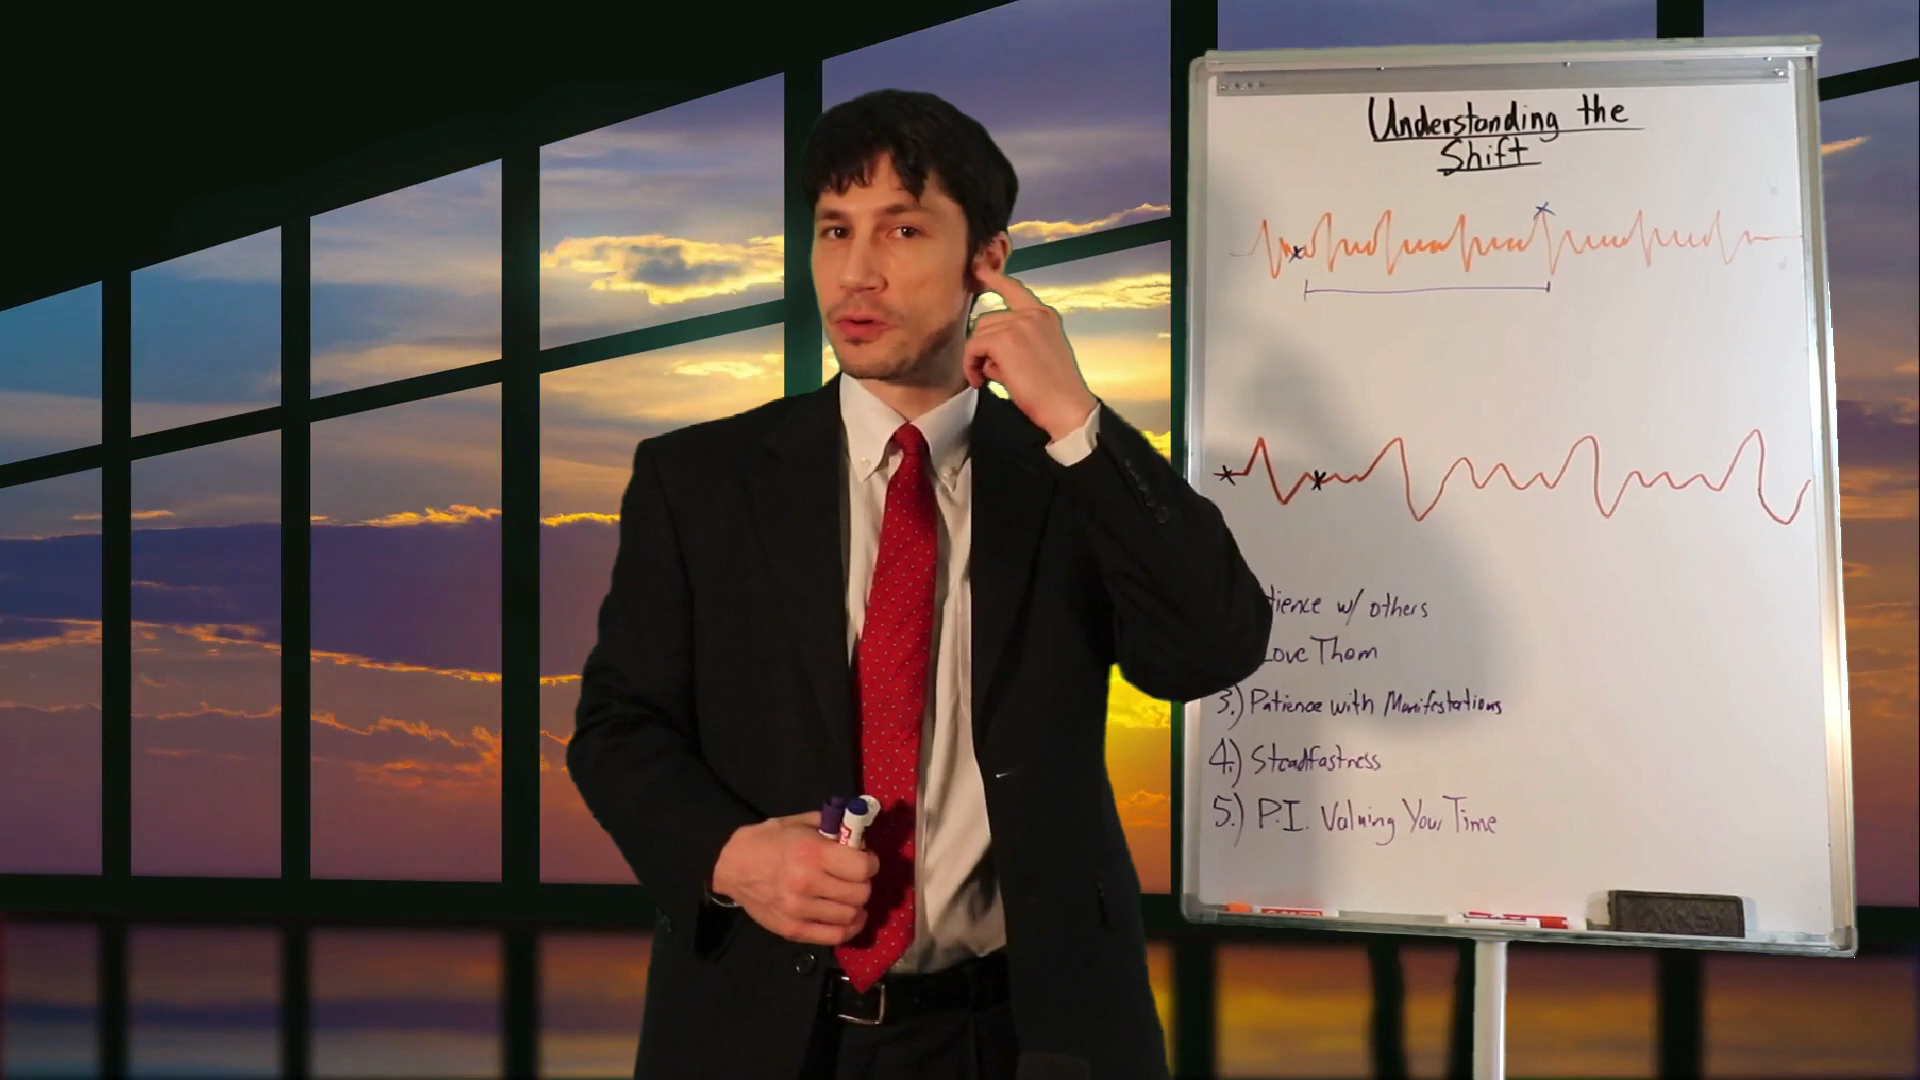 Understanding the
Shift
tience w/ others
Love Them
3.) Patience with Manifestations
4.) Steadfastness
5.) P.I. Valuing Your Time